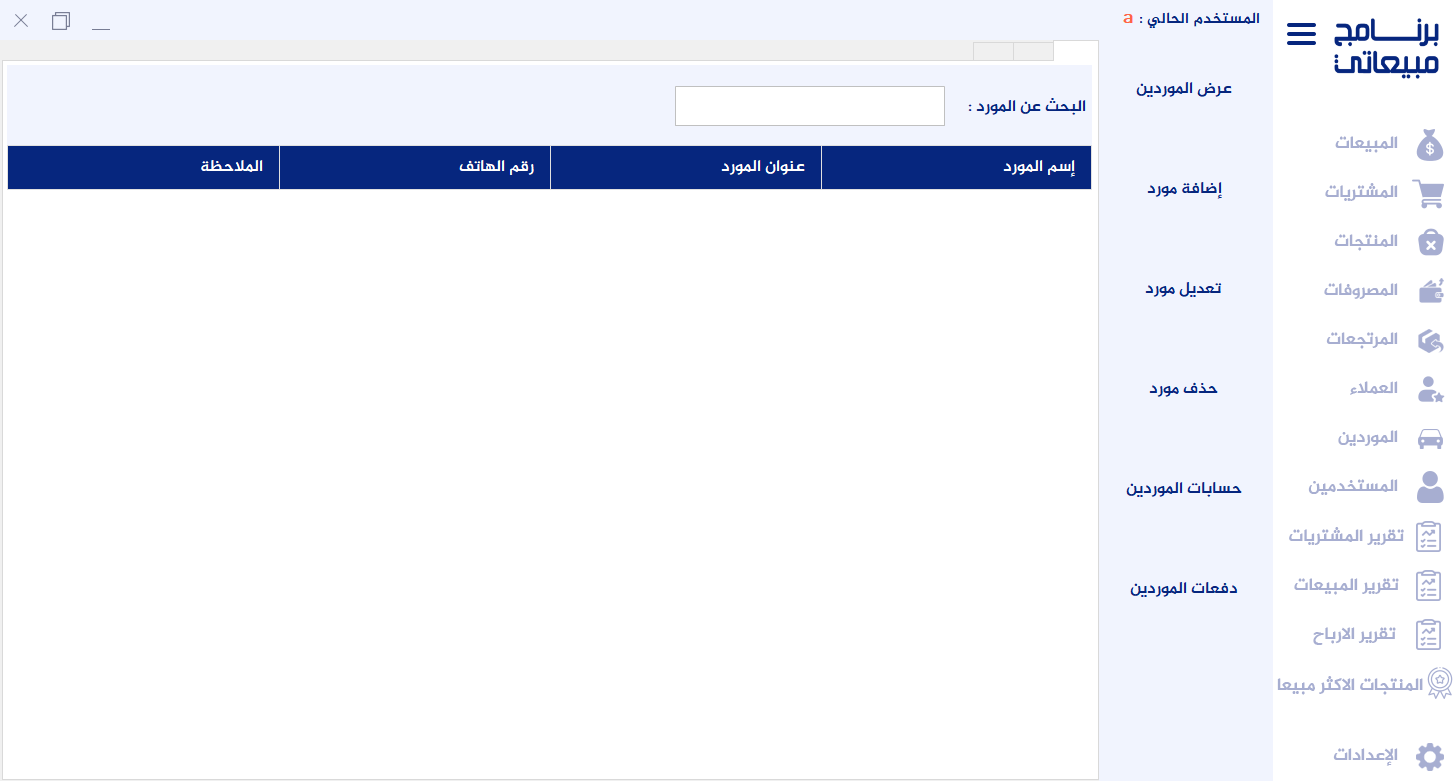 برنامج
مبيعاتي
المبيعات
المشتريات
المنتجات
المصروفات
المرتجعات
العملاء
الموردين
المستخدمين
تقرير المشتريات
تقرير المبيعات
تقرير الارباح
المنتجات الاكثر مبيعا
الإعدادات
المستخدم الحالي : a
عرض الموردين
إضافة مورد
تعديل مورد
حذف مورد
حسابات الموردين
دفعات الموردين
البحث عن المورد :
إسم المورد
عنوان المورد
رقم الهاتف
الملاحظة